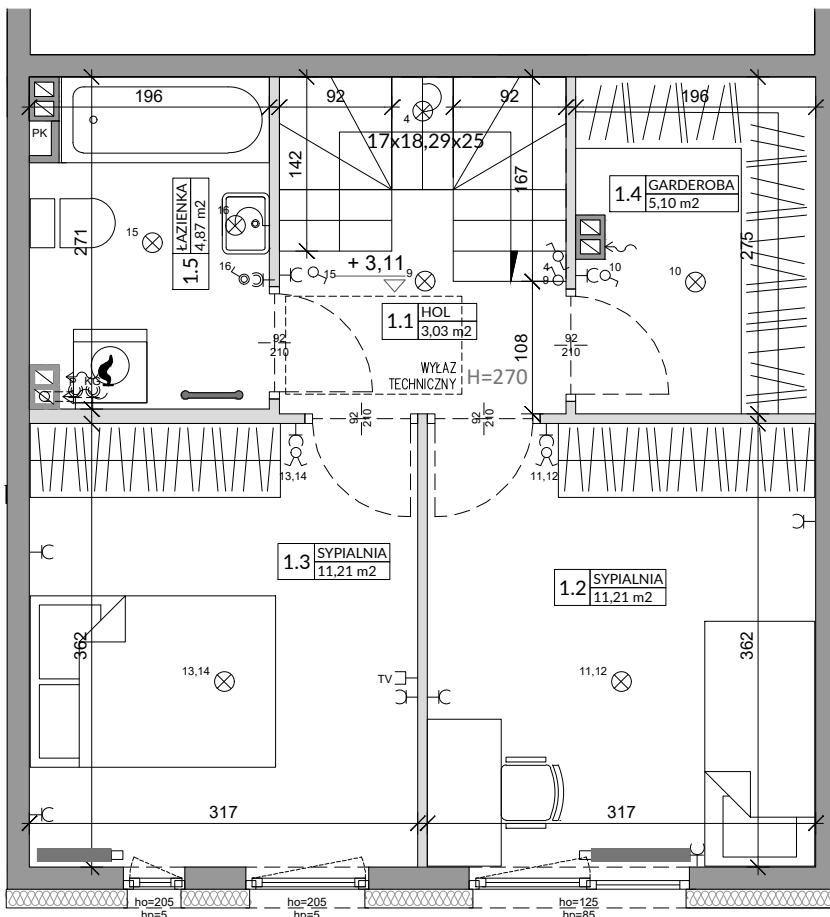 196
92
92
196
4
PK
17x18,29x25
142
167
1.5
ŁAZIENKA
4,87 m2
1.4
GARDEROBA
5,10 m2
271
15
16
16
275
+ 3,11
15
9
4
9
10
10
1.1
HOL
3,03 m2
92
210
108
92
210
WYŁAZ
TECHNICZNY
H=270
92
210
92
210
13,14
11,12
1.3
SYPIALNIA
11,21 m2
1.2
SYPIALNIA
11,21 m2
362
362
13,14
TV
11,12
317
317
ho=205
hp=5
ho=205
hp=5
ho=125
hp=85